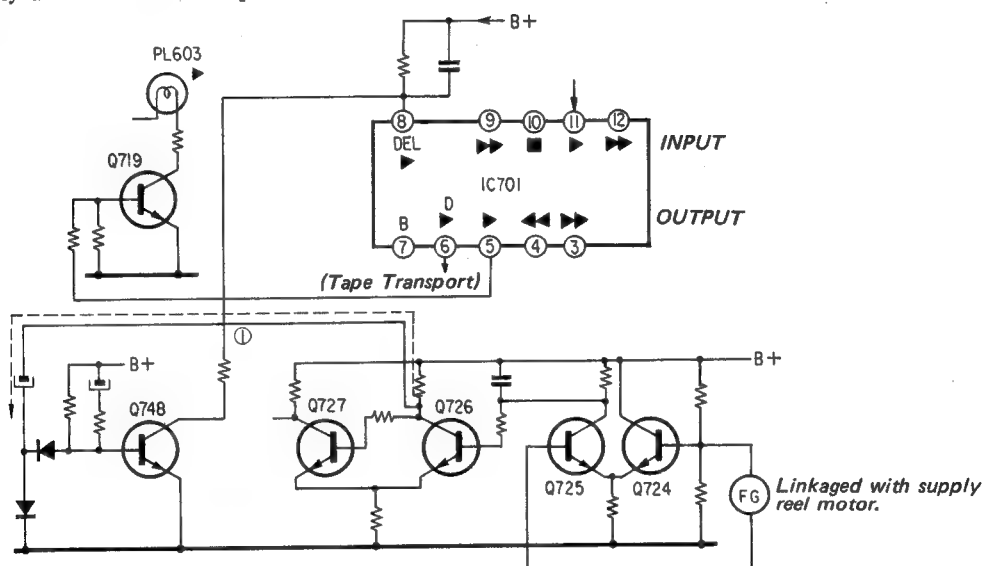 B+
PL603
8 9 10 11 12
INPUT
DEL
Q719
IC701
D
OUTPUT
B
7 6 5 4 3
(Tape Transport)
①
B+
B+
Q748
Q727
Q726
Q725
Q724
FG
Linkaged with supply
reel motor.